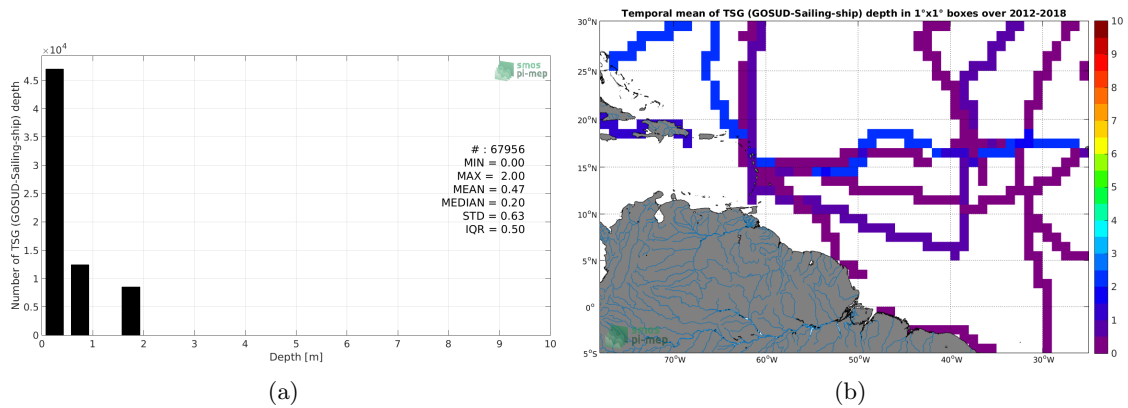 ×10⁴
4.5
4
3.5
3
2.5
2
1.5
1
0.5
0
Number of TSG (GOSUD-Sailing-ship) depth
smos
pi-mep
# : 67956
MIN = 0.00
MAX = 2.00
MEAN = 0.47
MEDIAN = 0.20
STD = 0.63
IQR = 0.50
0 1 2 3 4 5 6 7 8 9 10
Depth [m]
(a)
Temporal mean of TSG (GOSUD-Sailing-ship) depth in 1°x1° boxes over 2012-2018
30°N
25°N
20°N
15°N
10°N
5°N
0°
5°S
smos
pi-mep
70°W 60°W 50°W 40°W 30°W
10
9
8
7
6
5
4
3
2
1
0
(b)